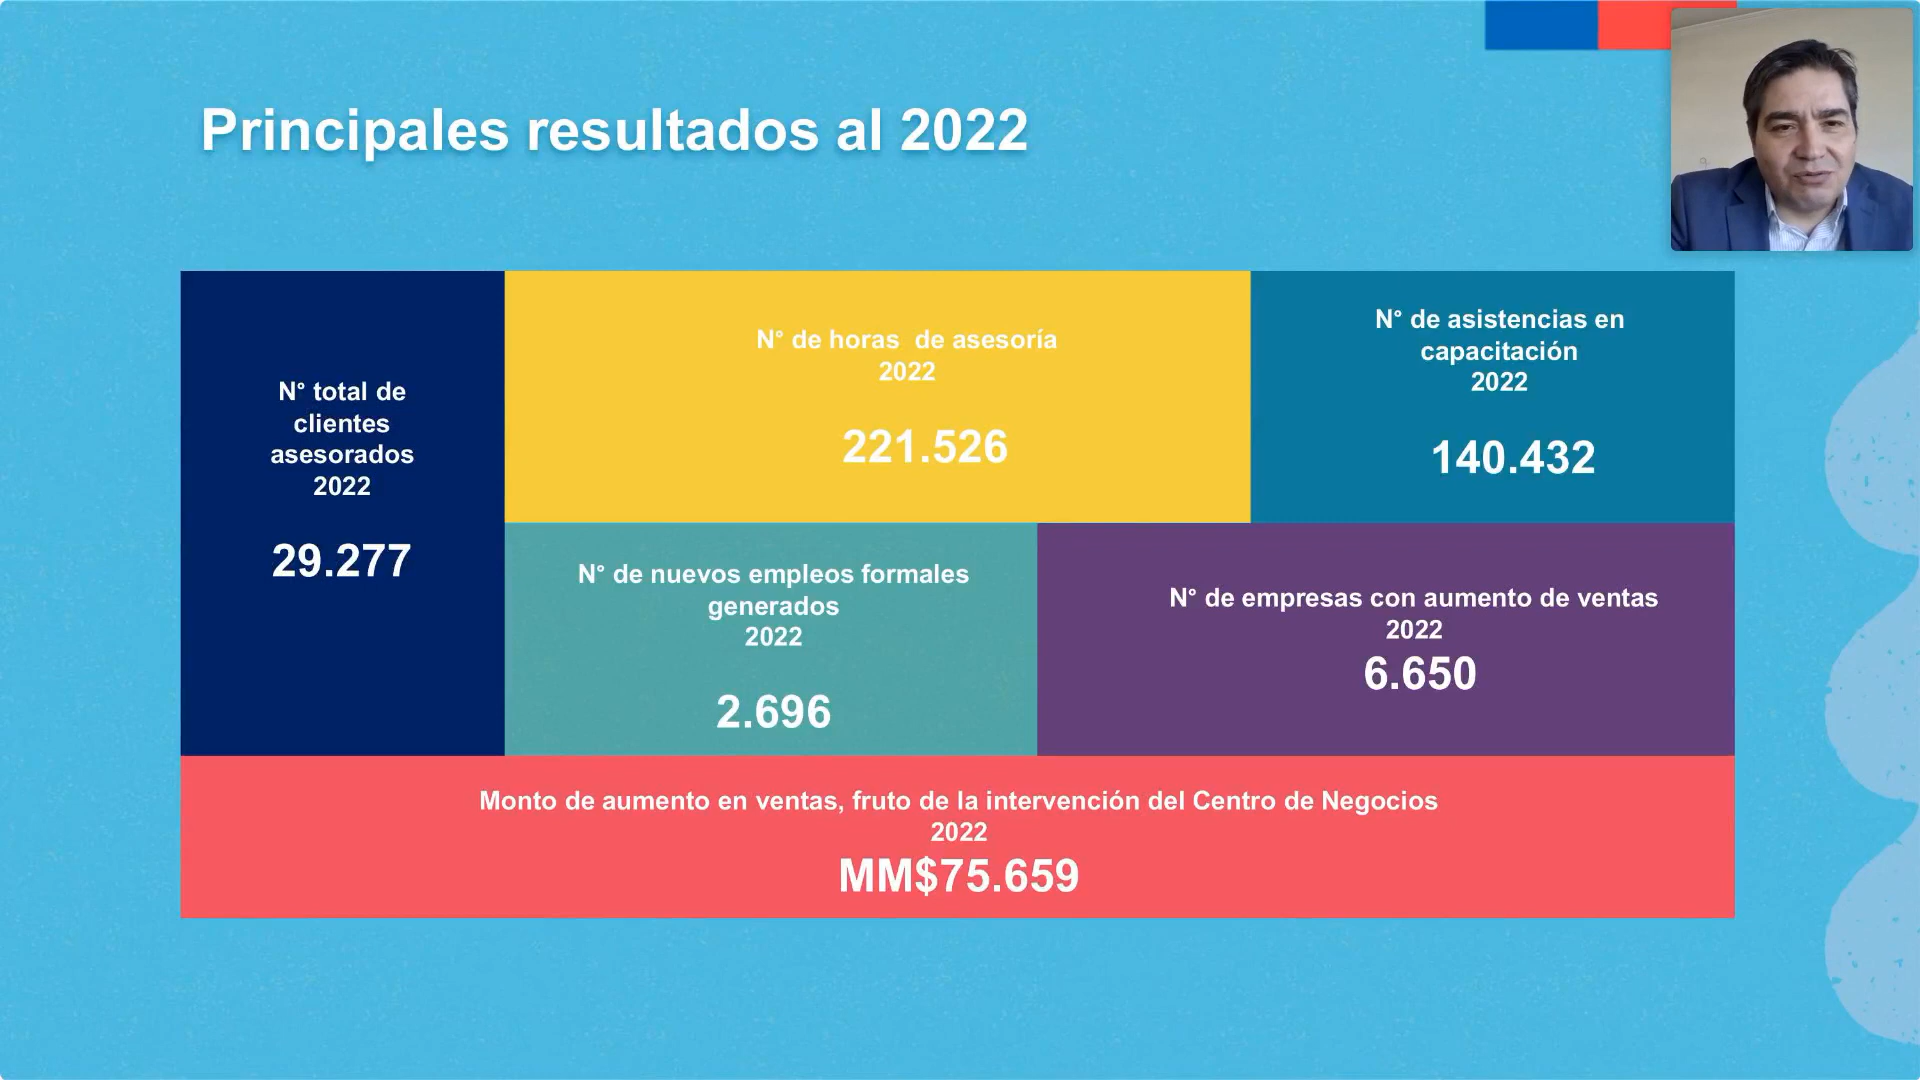 Principales resultados al 2022
N° total de
clientes
asesorados
2022
29.277
N° de horas  de asesoría
2022
221.526
N° de asistencias en
capacitación
2022
140.432
N° de nuevos empleos formales
generados
2022
2.696
N° de empresas con aumento de ventas
2022
6.650
Monto de aumento en ventas, fruto de la intervención del Centro de Negocios
2022
MM$75.659